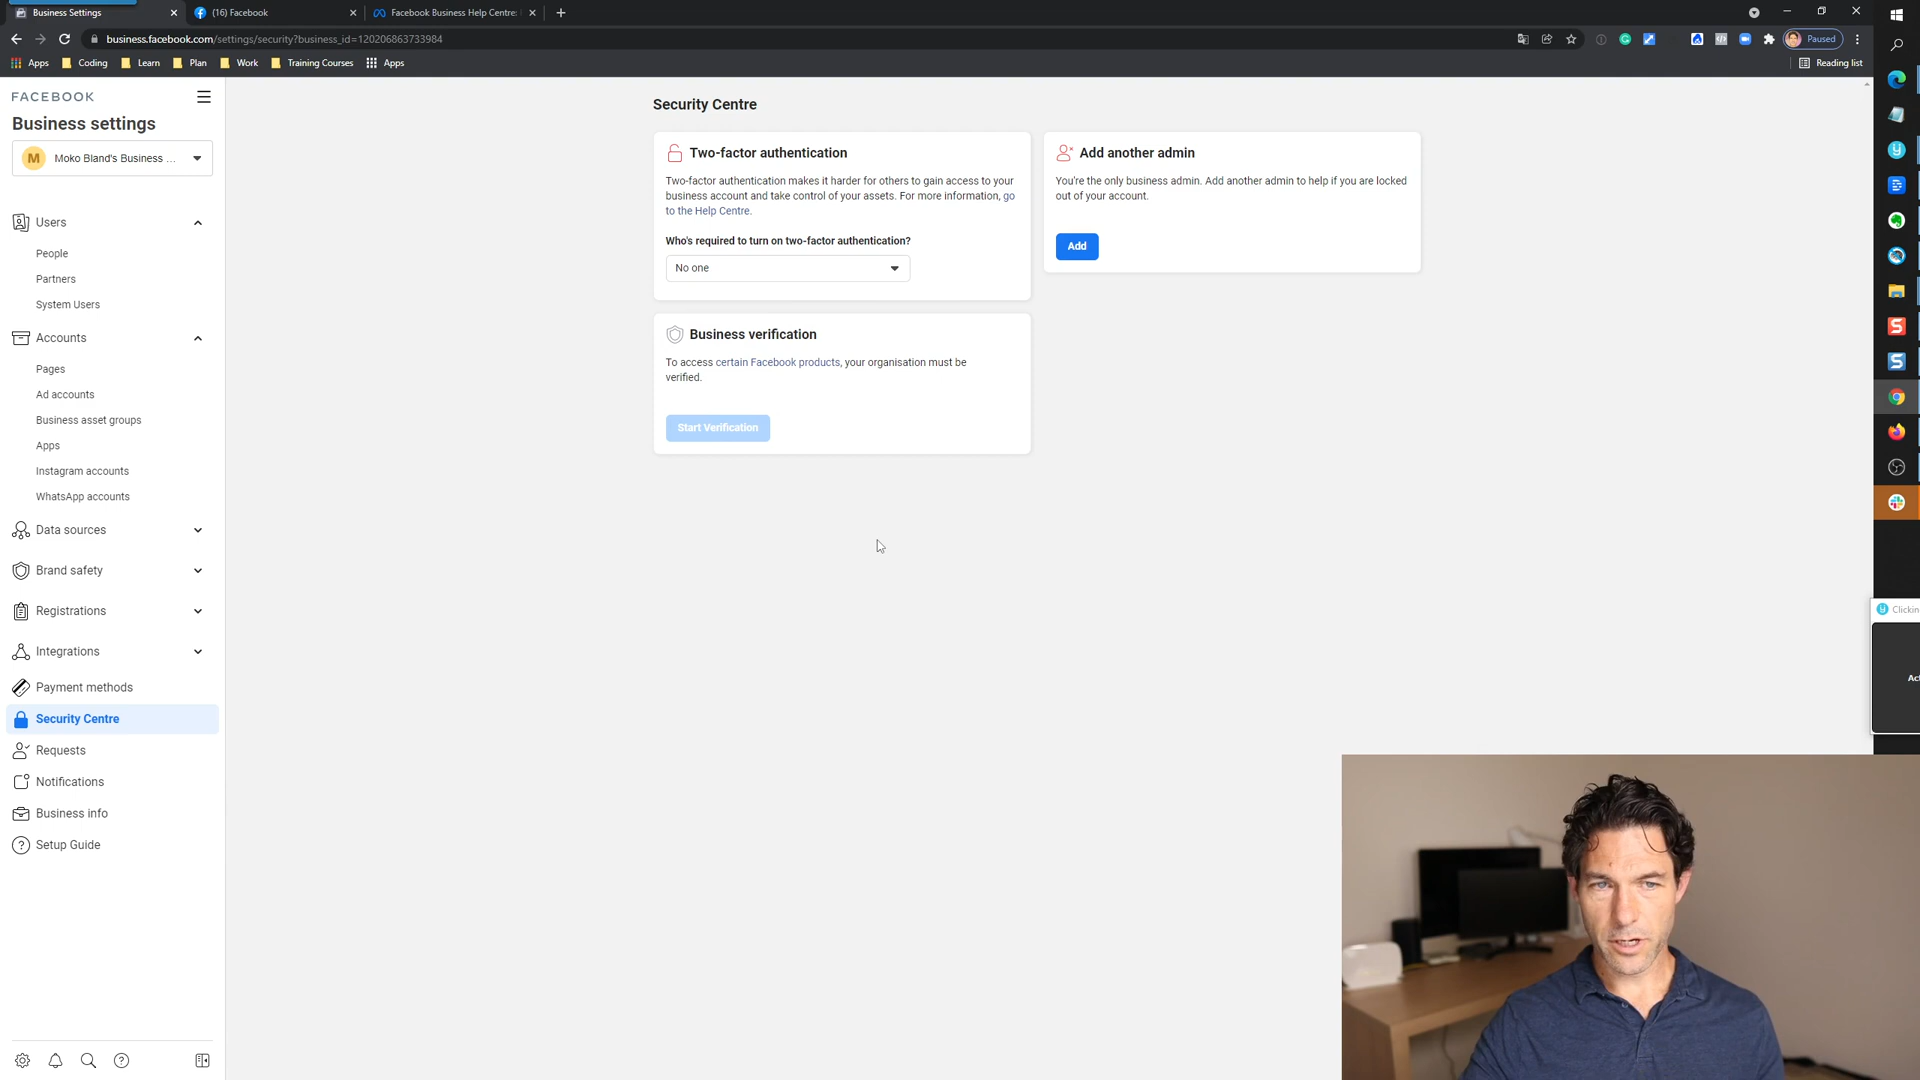 Business Settings
(16) Facebook
Facebook Business Help Centre:
business.facebook.com/settings/security?business_id=120206863733984
Paused
Apps
Coding
Learn
Plan
Work
Training Courses
Apps
Reading list
FACEBOOK
Business settings
M
Moko Bland's Business ...
Users
People
Partners
System Users
Accounts
Pages
Ad accounts
Business asset groups
Apps
Instagram accounts
WhatsApp accounts
Data sources
Brand safety
Registrations
Integrations
Payment methods
Security Centre
Requests
Notifications
Business info
Setup Guide
Security Centre
Two-factor authentication
Two-factor authentication makes it harder for others to gain access to your
business account and take control of your assets. For more information, go
to the Help Centre.
Who's required to turn on two-factor authentication?
No one
Add another admin
You're the only business admin. Add another admin to help if you are locked
out of your account.
Add
Business verification
To access certain Facebook products, your organisation must be
verified.
Start Verification
Clickin
Act